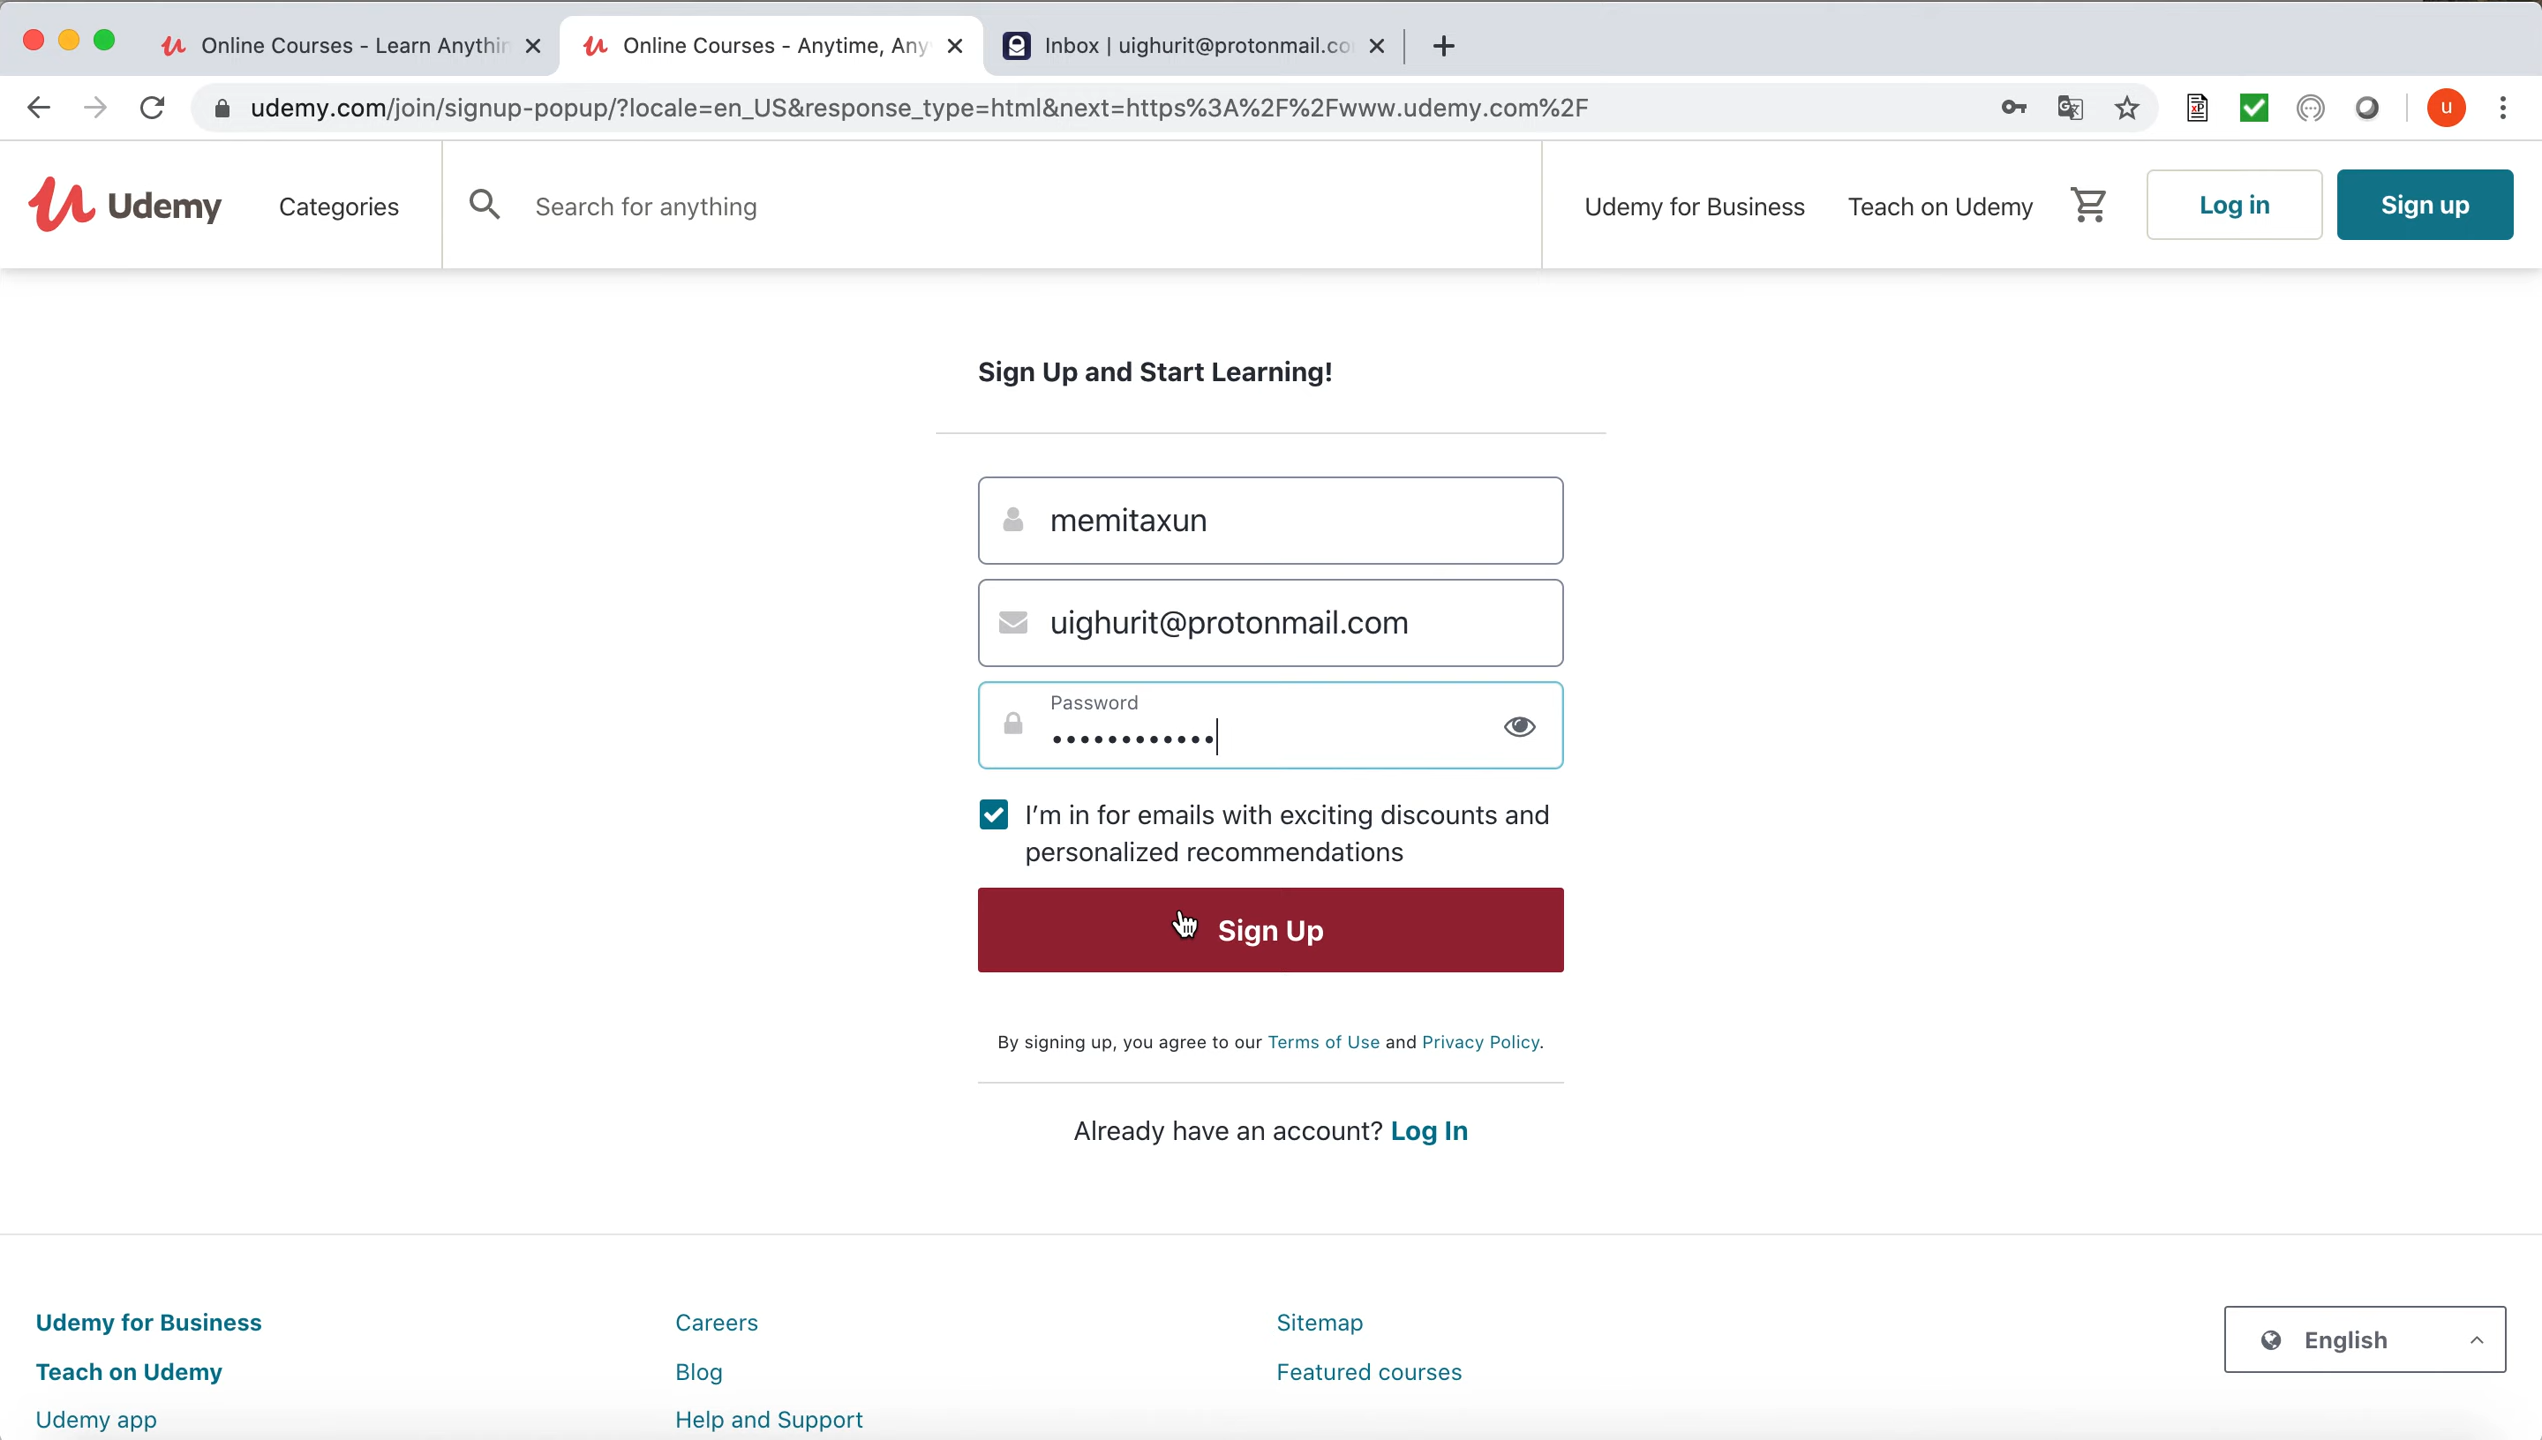 Online Courses - Learn Anythin
Online Courses - Anytime, Any
Inbox | uighurit@protonmail.co
udemy.com/join/signup-popup/?locale=en_US&response_type=html&next=https%3A%2F%2Fwww.udemy.com%2F
u
Udemy
Categories
Search for anything
Udemy for Business
Teach on Udemy
Log in
Sign up
Sign Up and Start Learning!
memitaxun
uighurit@protonmail.com
Password
••••••••••••
I'm in for emails with exciting discounts and
personalized recommendations
Sign Up
By signing up, you agree to our Terms of Use and Privacy Policy.
Already have an account? Log In
Udemy for Business
Careers
Sitemap
English
Teach on Udemy
Blog
Featured courses
Udemy app
Help and Support